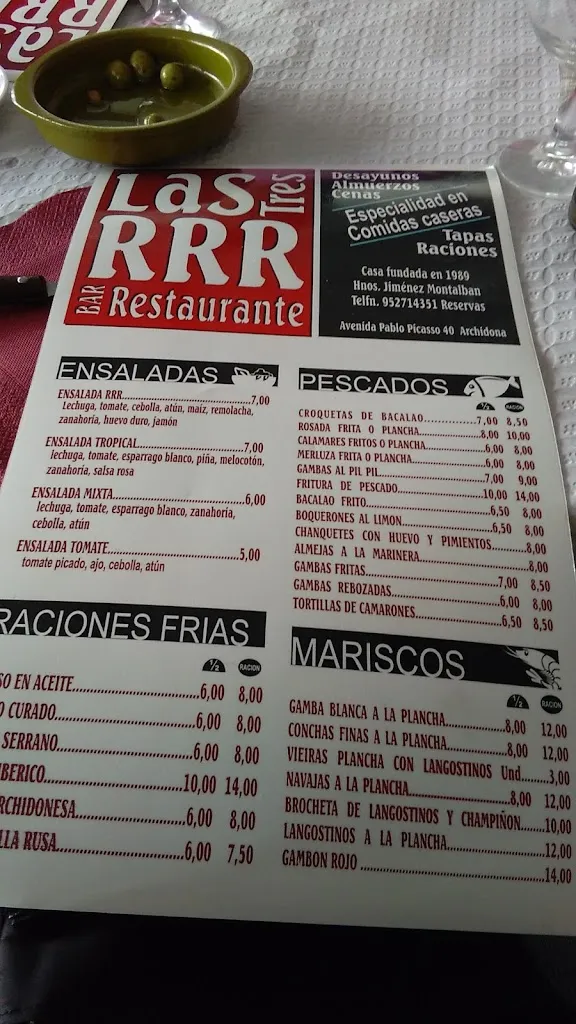 Las Tres
RRR
BAR Restaurante
Desayunos
Almuerzos
Cenas
Especialidad en
Comidas caseras
Tapas
Raciones
Casa fundada en 1989
Hnos. Jiménez Montalban
Telfn. 952714351 Reservas
Avenida Pablo Picasso 40 Archidona
ENSALADAS
ENSALADA RRR 7,00
Lechuga, tomate, cebolla, atún, maiz, remolacha,
zanahoria, huevo duro, jamón
ENSALADA TROPICAL 7,00
lechuga, tomate, esparrago blanco, piña, melocotón,
zanahoria, salsa rosa
ENSALADA MIXTA 6,00
lechuga, tomate, esparrago blanco, zanahoria,
cebolla, atún
ENSALADA TOMATE 5,00
tomate picado, ajo, cebolla, atún
RACIONES FRIAS
½ RACION
SO EN ACEITE 6,00 8,00
O CURADO 6,00 8,00
SERRANO 6,00 8,00
IBERICO 10,00 14,00
RCHIDONESA 6,00 8,00
LLA RUSA 6,00 7,50
PESCADOS
½ RACION
CROQUETAS DE BACALAO 7,00 8,50
ROSADA FRITA O PLANCHA 8,00 10,00
CALAMARES FRITOS O PLANCHA 6,00 8,00
MERLUZA FRITA O PLANCHA 6,00 8,00
GAMBAS AL PIL PIL 7,00 9,00
FRITURA DE PESCADO 10,00 14,00
BACALAO FRITO 6,50 8,00
BOQUERONES AL LIMON 6,50 8,00
CHANQUETES CON HUEVO Y PIMIENTOS 8,00
ALMEJAS A LA MARINERA 8,00
GAMBAS FRITAS 7,00 8,50
GAMBAS REBOZADAS 6,00 8,00
TORTILLAS DE CAMARONES 6,50 8,50
MARISCOS
½ RACION
GAMBA BLANCA A LA PLANCHA 8,00 12,00
CONCHAS FINAS A LA PLANCHA 8,00 12,00
VIEIRAS PLANCHA CON LANGOSTINOS Und 3,00
NAVAJAS A LA PLANCHA 8,00 12,00
BROCHETA DE LANGOSTINOS Y CHAMPIÑON 10,00
LANGOSTINOS A LA PLANCHA 12,00
GAMBON ROJO 14,00